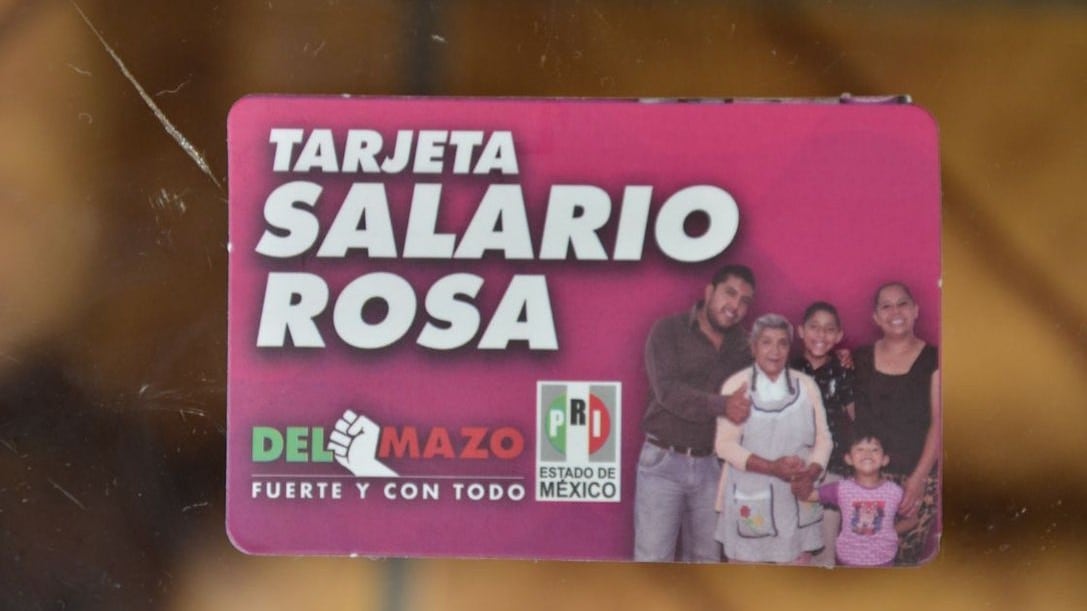 TARJETA
SALARIO
ROSA
DEL MAZO
FUERTE Y CON TODO
PRI
ESTADO DE
MÉXICO